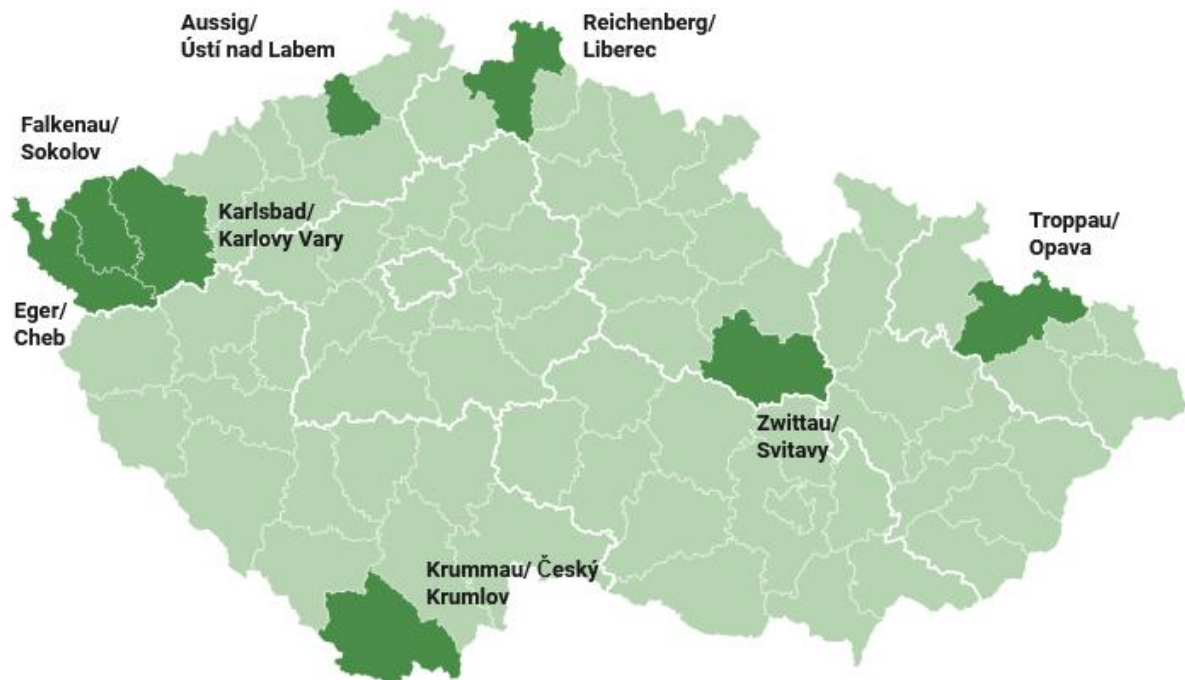 Aussig/
Ústí nad Labem
Reichenberg/
Liberec
Falkenau/
Sokolov
Karlsbad/
Karlovy Vary
Troppau/
Opava
Eger/
Cheb
Zwittau/
Svitavy
Krummau/ Český
Krumlov